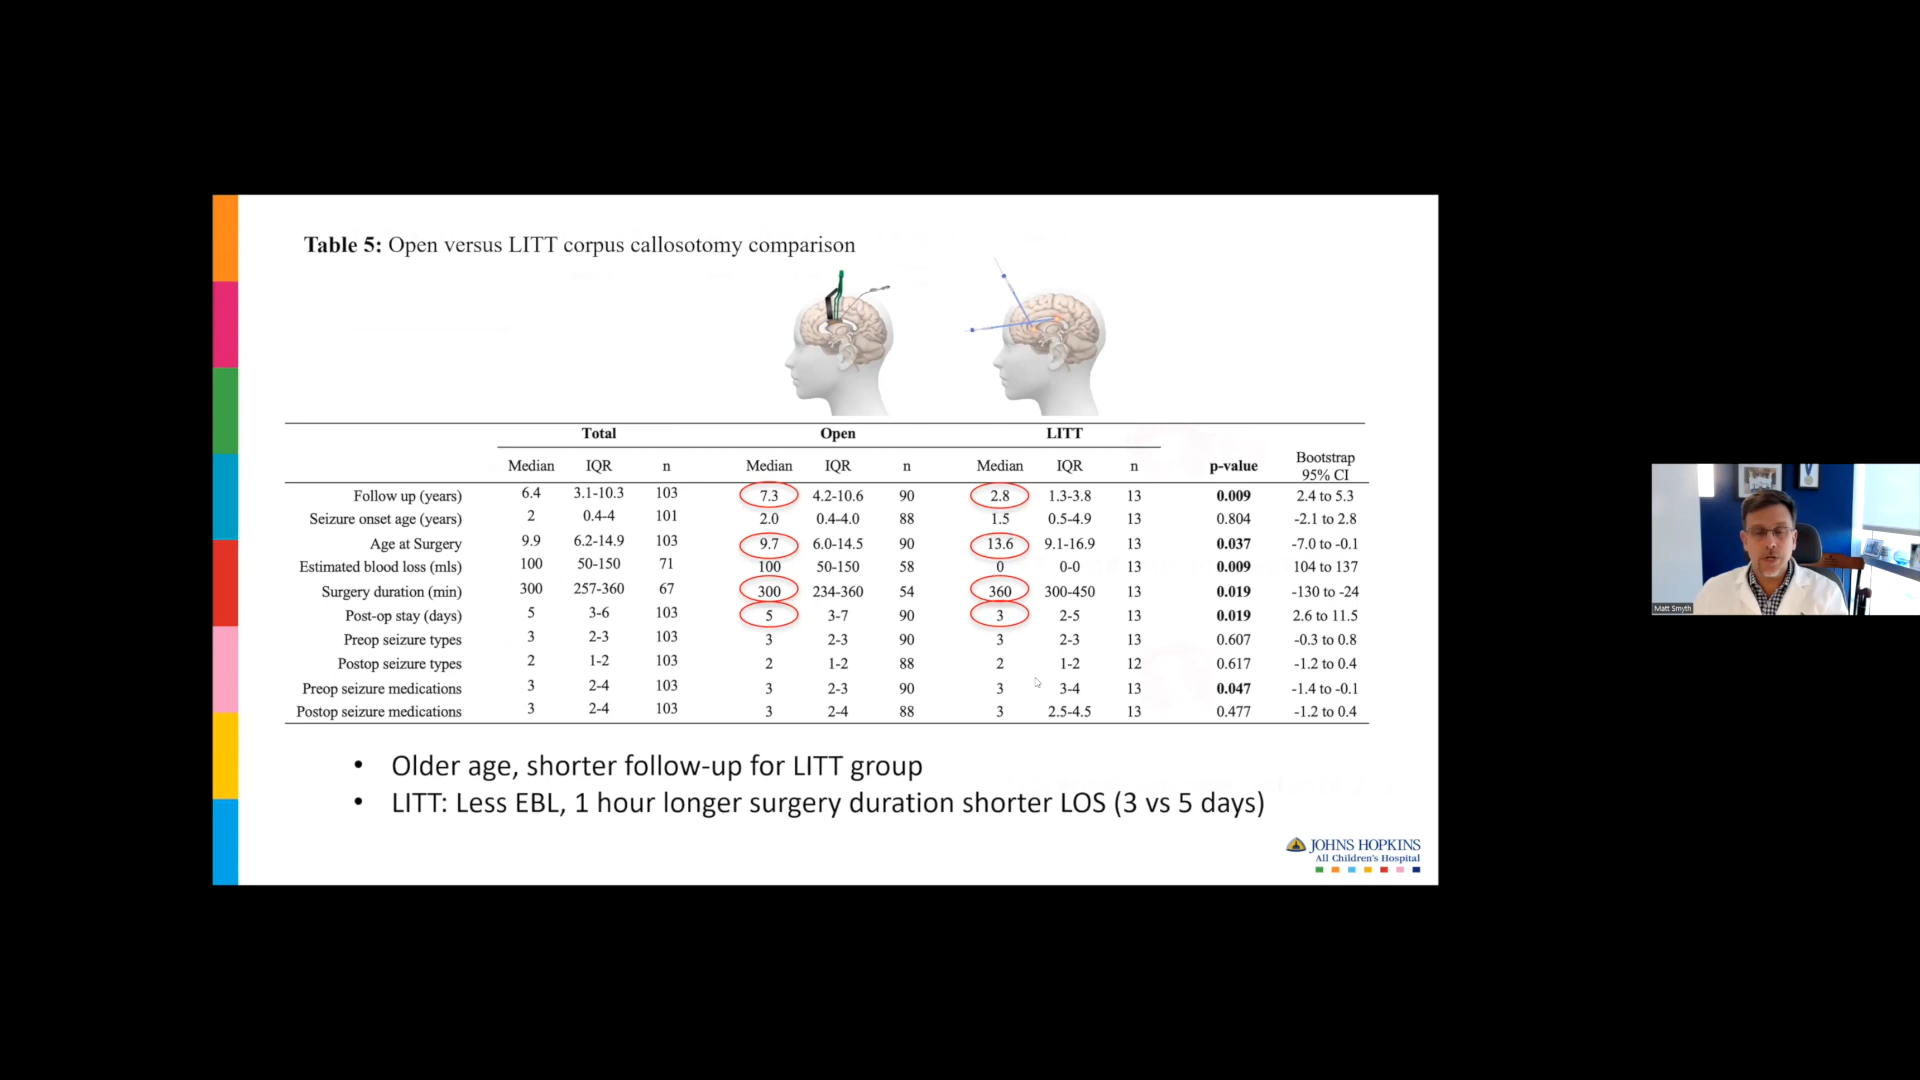 Table 5: Open versus LITT corpus callosotomy comparison
Total Open LITT
Median IQR n Median IQR n Median IQR n p-value Bootstrap 95% CI
Follow up (years) 6.4 3.1-10.3 103 7.3 4.2-10.6 90 2.8 1.3-3.8 13 0.009 2.4 to 5.3
Seizure onset age (years) 2 0.4-4 101 2.0 0.4-4.0 88 1.5 0.5-4.9 13 0.804 -2.1 to 2.8
Age at Surgery 9.9 6.2-14.9 103 9.7 6.0-14.5 90 13.6 9.1-16.9 13 0.037 -7.0 to -0.1
Estimated blood loss (mls) 100 50-150 71 100 50-150 58 0 0-0 13 0.009 104 to 137
Surgery duration (min) 300 257-360 67 300 234-360 54 360 300-450 13 0.019 -130 to -24
Post-op stay (days) 5 3-6 103 5 3-7 90 3 2-5 13 0.019 2.6 to 11.5
Preop seizure types 3 2-3 103 3 2-3 90 3 2-3 13 0.607 -0.3 to 0.8
Postop seizure types 2 1-2 103 2 1-2 88 2 1-2 12 0.617 -1.2 to 0.4
Preop seizure medications 3 2-4 103 3 2-3 90 3 3-4 13 0.047 -1.4 to -0.1
Postop seizure medications 3 2-4 103 3 2-4 88 3 2.5-4.5 13 0.477 -1.2 to 0.4
• Older age, shorter follow-up for LITT group
• LITT: Less EBL, 1 hour longer surgery duration shorter LOS (3 vs 5 days)
JOHNS HOPKINS
All Children's Hospital
Matt Smyth